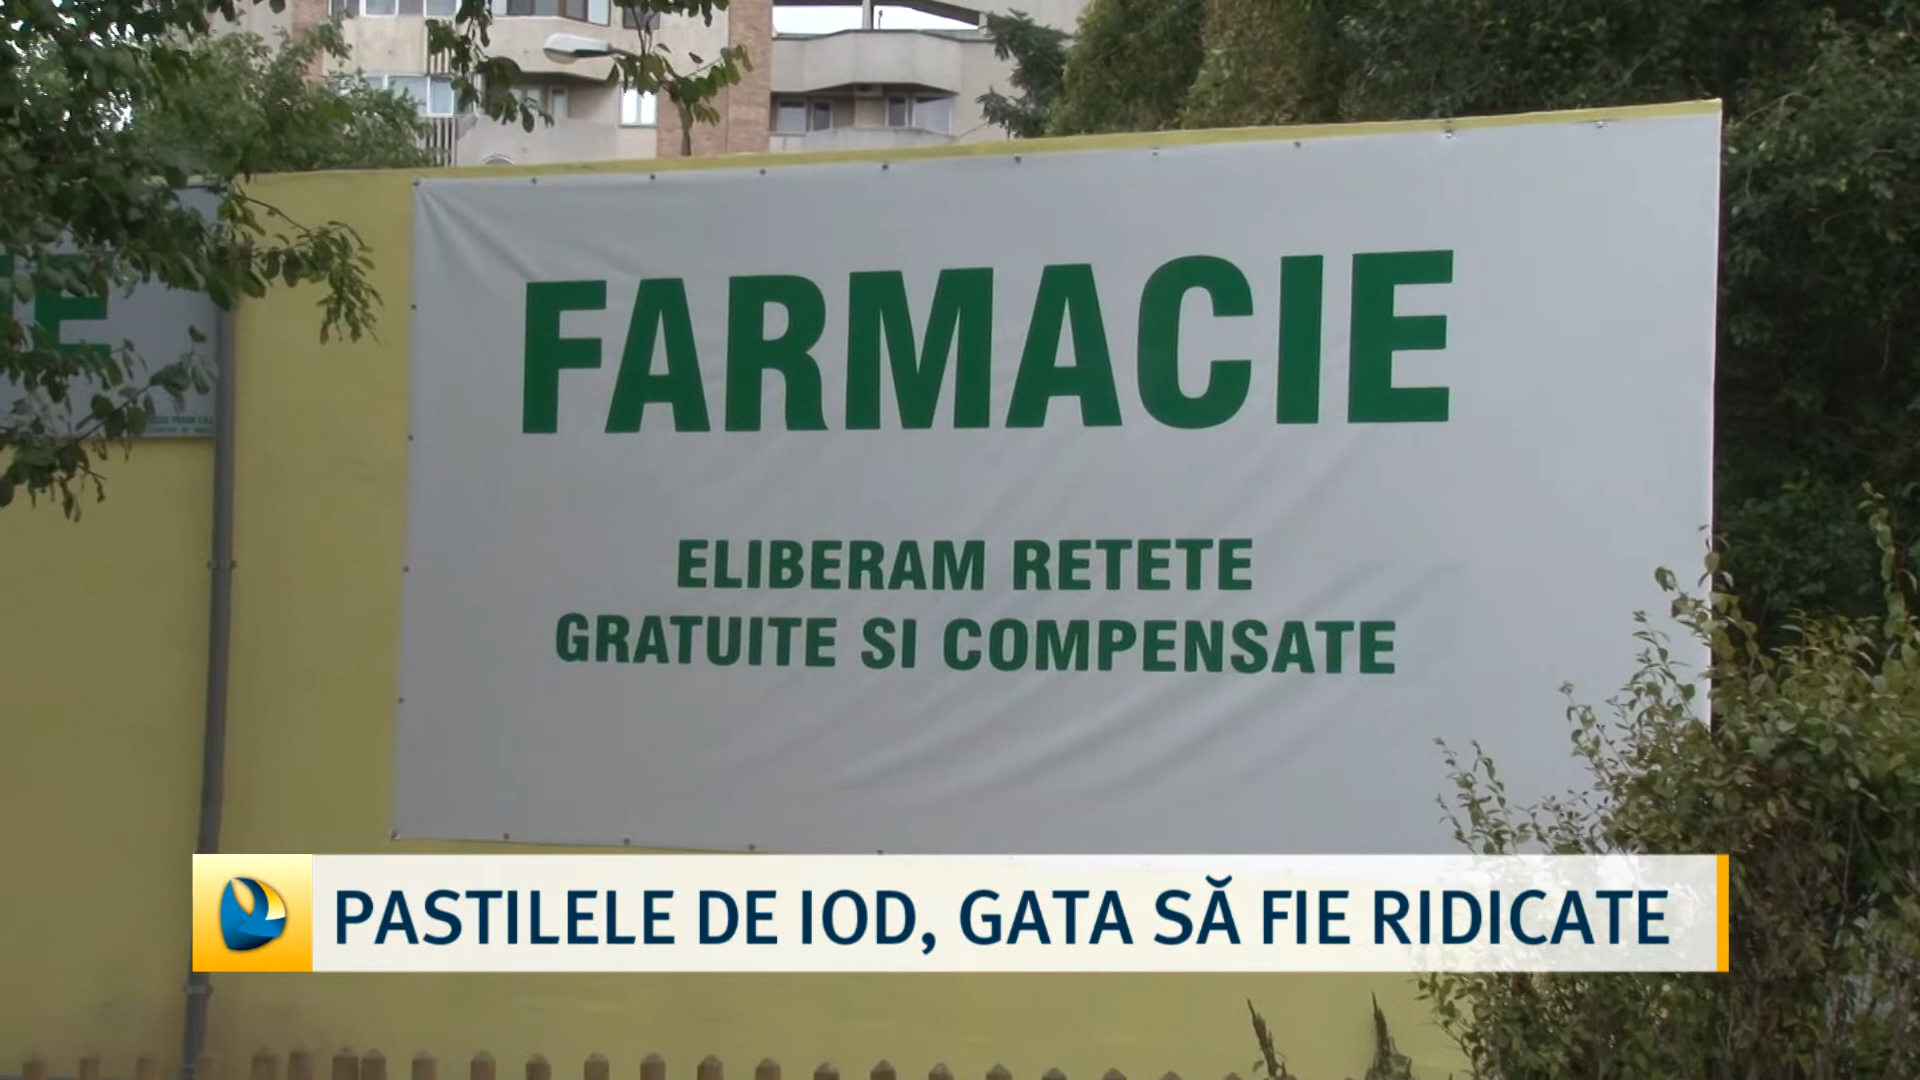 FARMACIE
ELIBERAM RETETE
GRATUITE SI COMPENSATE
PASTILELE DE IOD, GATA SĂ FIE RIDICATE